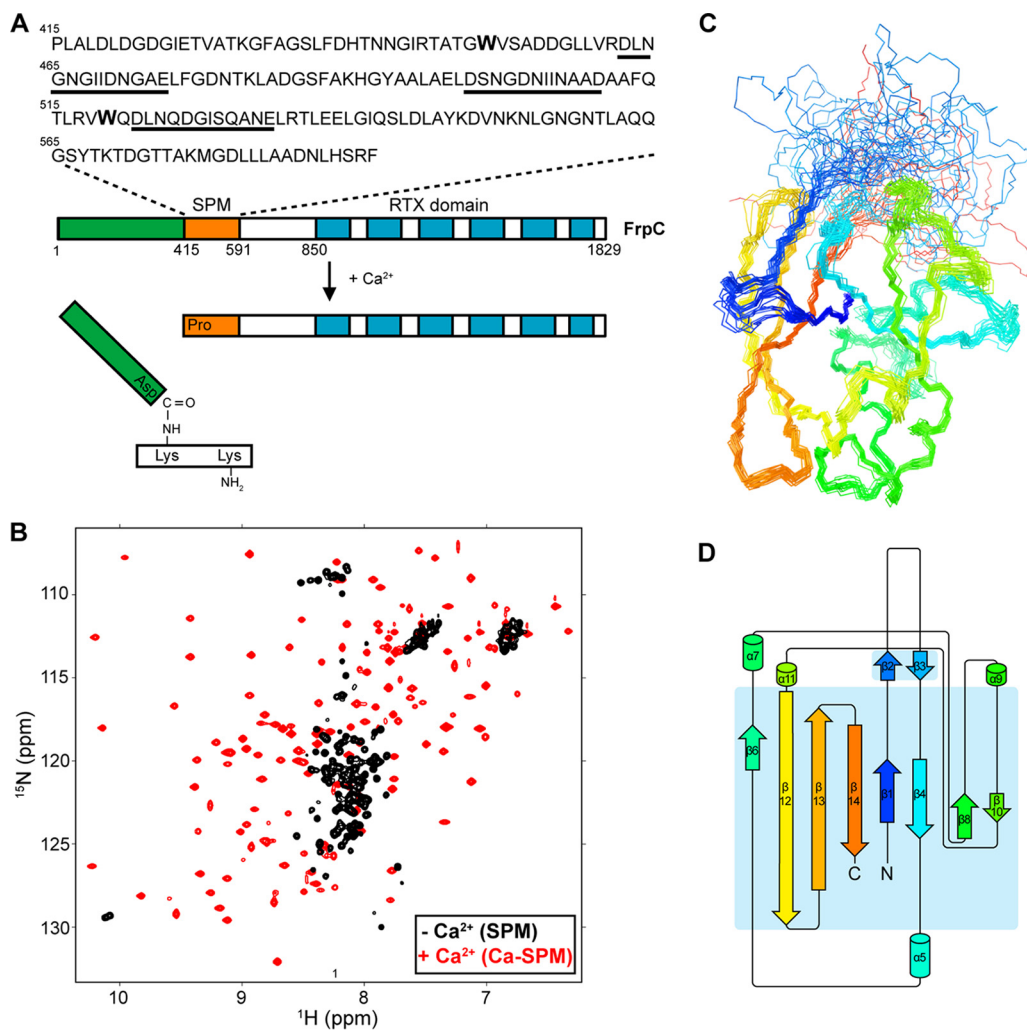 A
415
PLALDLDGDGIETVATKGFAGSLFDHTNNGIRTATGWVSADDGLLVRDLN
465
GNGIIDNGAELFGDNTKLADGSFAKHGYAALAELDSNGDNIINAADAAFQ
515
TLRVWQDLNQDGISQANELRTLEELGIQSLDLAYKDVNKNLGNGNTLAQQ
565
GSYTKTDGTTAKMGDLLLAADNLHSRF
SPM RTX domain
FrpC
1 415 591 850 1829
+ Ca²⁺
Pro
Asp
C=O
NH
Lys Lys
NH₂
B
110
115
120
125
130
¹⁵N (ppm)
- Ca²⁺ (SPM)
+ Ca²⁺ (Ca-SPM)
1
10 9 8 7
¹H (ppm)
C
D
α7
α11
β2
β3
α9
β6
β12
β13
β14
β1
β4
β8
β10
C N
α5